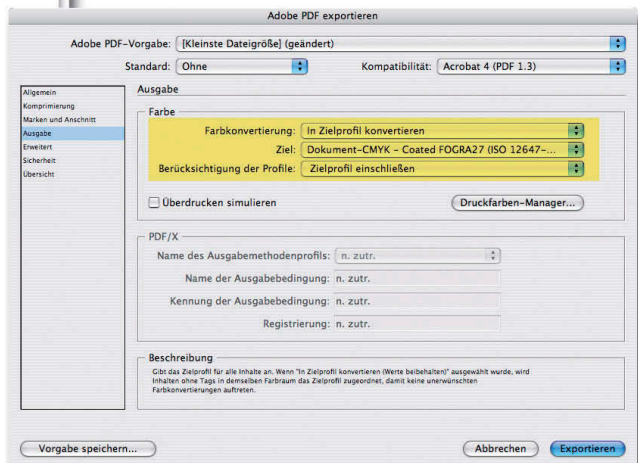 Adobe PDF exportieren
Adobe PDF-Vorgabe: [Kleinste Dateigröße] (geändert)
Standard: Ohne Kompatibilität: Acrobat 4 (PDF 1.3)
Allgemein
Komprimierung
Marken und Anschnitt
Ausgabe
Erweitert
Sicherheit
Übersicht
Ausgabe
Farbe
Farbkonvertierung: In Zielprofil konvertieren
Ziel: Dokument-CMYK - Coated FOGRA27 (ISO 12647-...
Berücksichtigung der Profile: Zielprofil einschließen
Überdrucken simulieren Druckfarben-Manager...
PDF/X
Name des Ausgabemethodenprofils: n. zutr.
Name der Ausgabebedingung: n. zutr.
Kennung der Ausgabebedingung: n. zutr.
Registrierung: n. zutr.
Beschreibung
Gibt das Zielprofil für alle Inhalte an. Wenn "In Zielprofil konvertieren (Werte beibehalten)" ausgewählt wurde, wird
Inhalten ohne Tags in demselben Farbraum das Zielprofil zugeordnet, damit keine unerwünschten
Farbkonvertierungen auftreten.
Vorgabe speichern... Abbrechen Exportieren